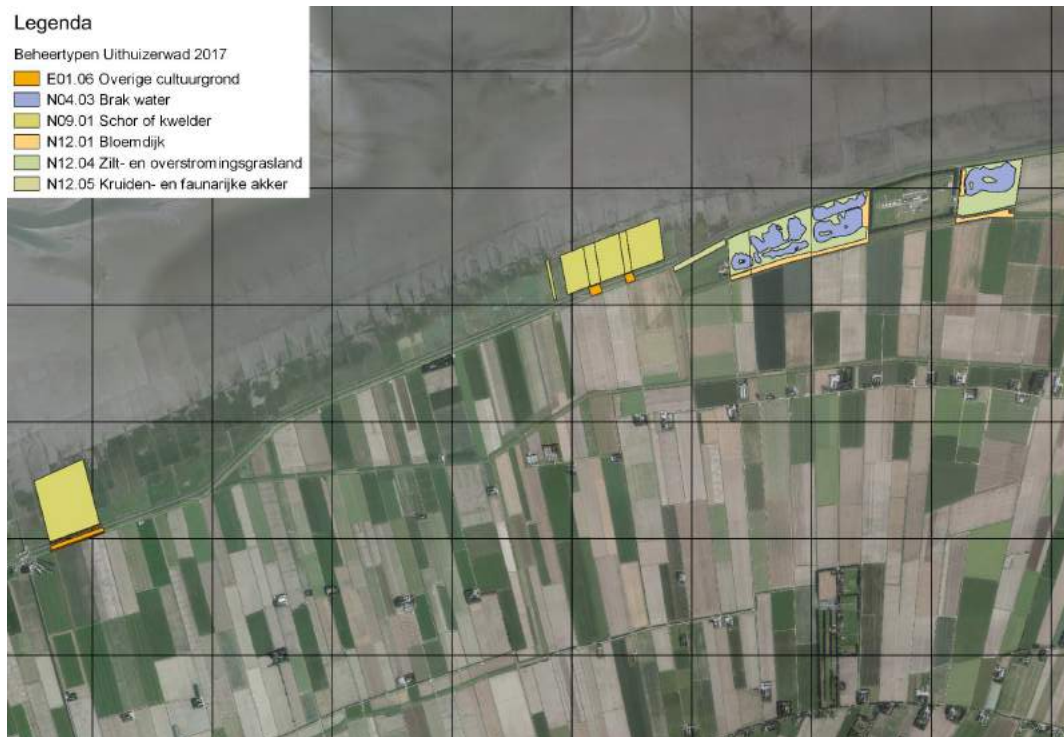 Legenda
Beheertypen Uithuizerwad 2017
E01.06 Overige cultuurgrond
N04.03 Brak water
N09.01 Schor of kwelder
N12.01 Bloemdijk
N12.04 Zilt- en overstromingsgrasland
N12.05 Kruiden- en faunarijke akker